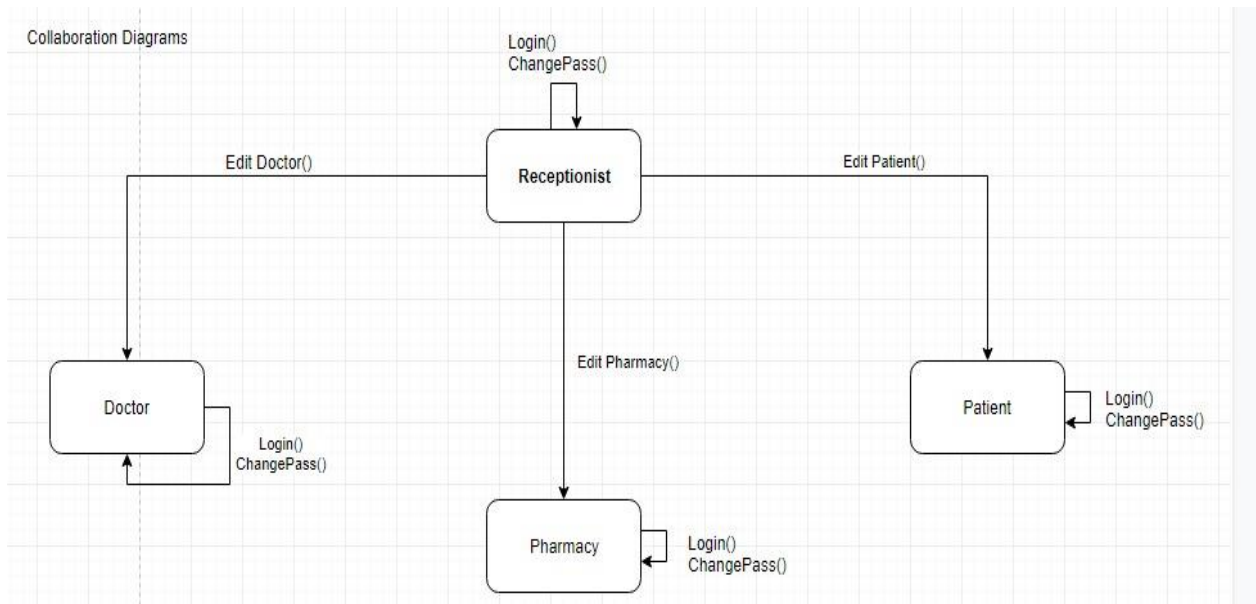 Collaboration Diagrams
Login()
ChangePass()
Edit Doctor()
Receptionist
Edit Patient()
Edit Pharmacy()
Doctor
Login()
ChangePass()
Patient
Login()
ChangePass()
Pharmacy
Login()
ChangePass()